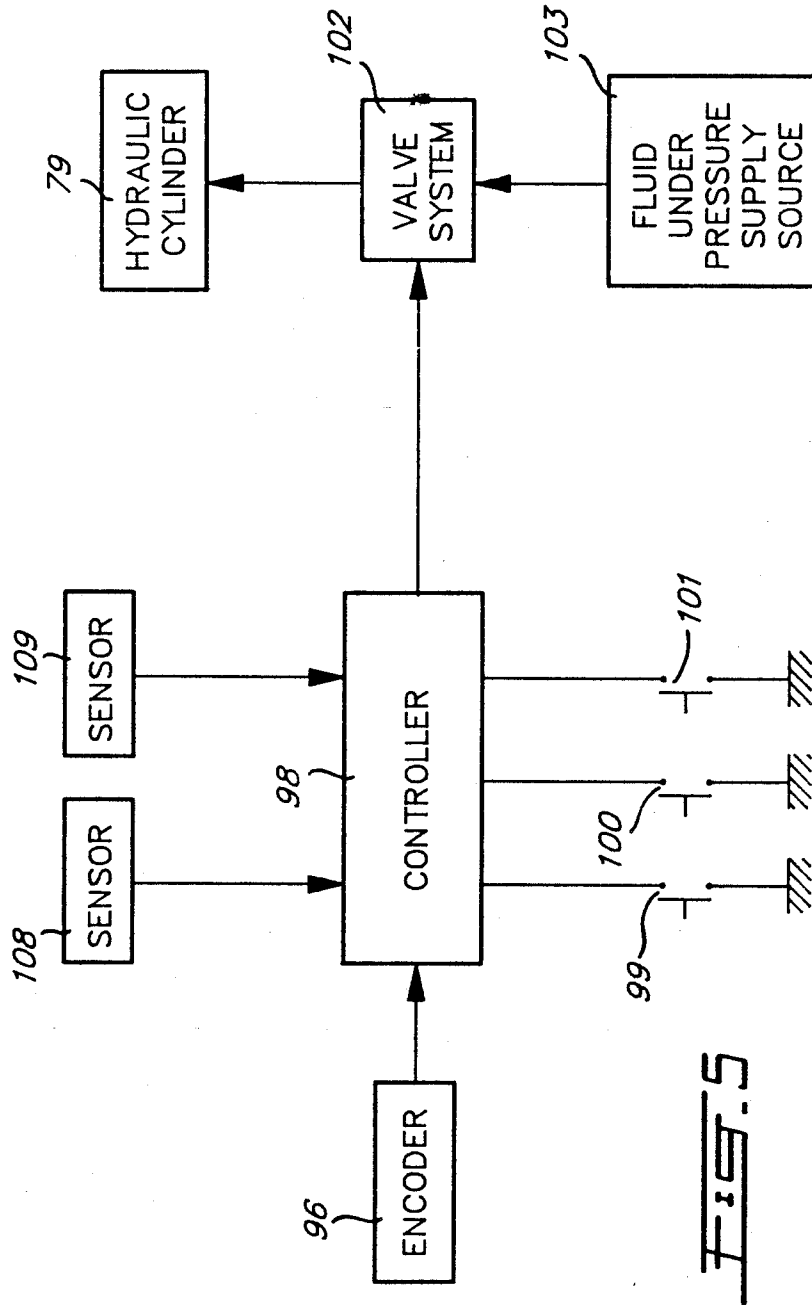 108
SENSOR
109
SENSOR
79
HYDRAULIC
CYLINDER
96
ENCODER
98
CONTROLLER
102
VALVE
SYSTEM
99
100
101
103
FLUID
UNDER
PRESSURE
SUPPLY
SOURCE
Fig. 5